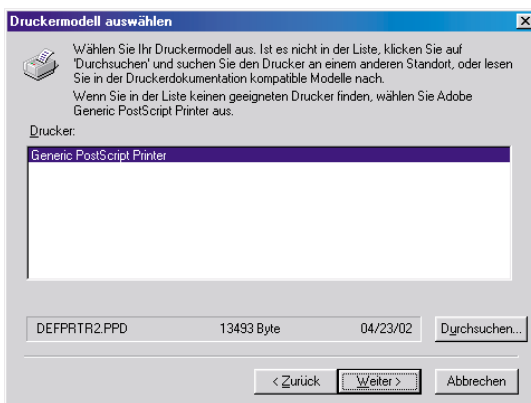 Druckermodell auswählen
Wählen Sie Ihr Druckermodell aus. Ist es nicht in der Liste, klicken Sie auf
'Durchsuchen' und suchen Sie den Drucker an einem anderen Standort, oder lesen
Sie in der Druckerdokumentation kompatible Modelle nach.
Wenn Sie in der Liste keinen geeigneten Drucker finden, wählen Sie Adobe
Generic PostScript Printer aus.
Drucker:
Generic PostScript Printer
DEFPRTR2.PPD 13493 Byte 04/23/02 Durchsuchen...
< Zurück Weiter > Abbrechen